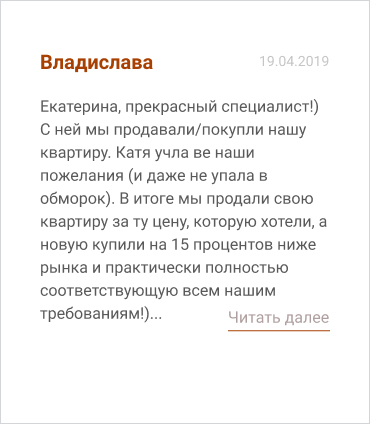 Владислава 19.04.2019
Екатерина, прекрасный специалист!)
С ней мы продавали/покупли нашу
квартиру. Катя учла ве наши
пожелания (и даже не упала в
обморок). В итоге мы продали свою
квартиру за ту цену, которую хотели, а
новую купили на 15 процентов ниже
рынка и практически полностью
соответствующую всем нашим
требованиям!)... Читать далее